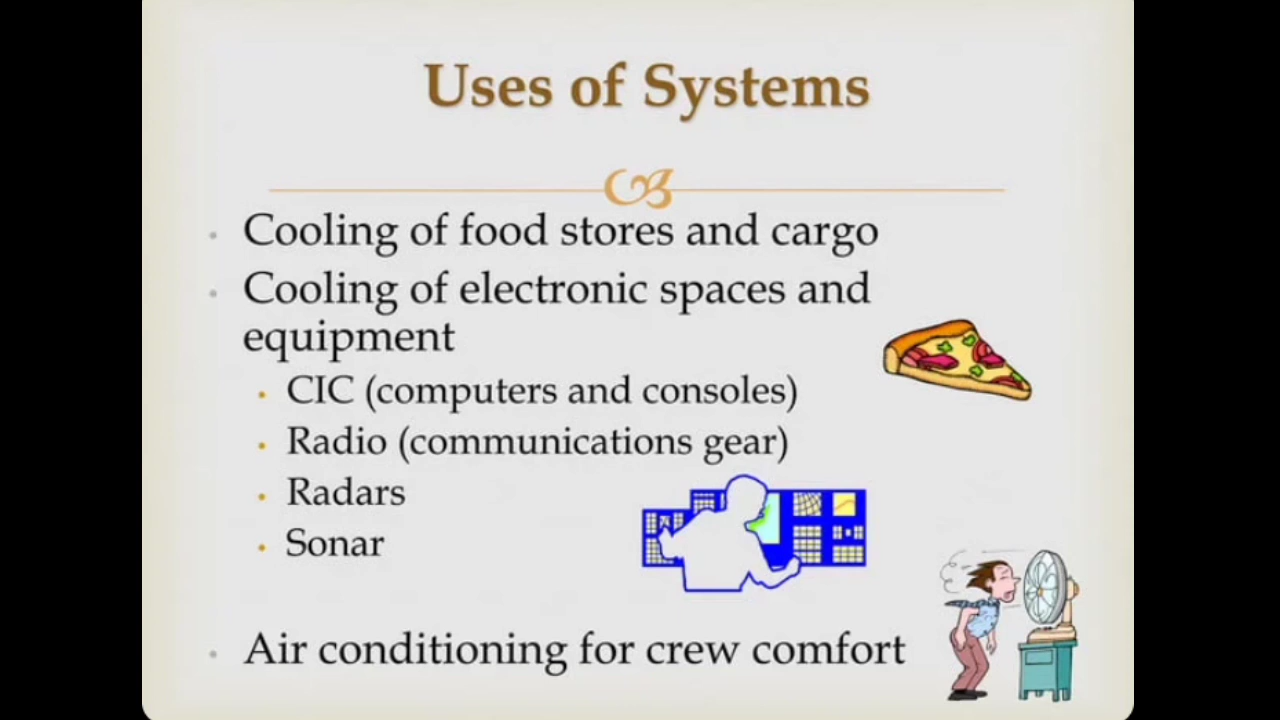 Uses of Systems
Cooling of food stores and cargo
Cooling of electronic spaces and
equipment
CIC (computers and consoles)
Radio (communications gear)
Radars
Sonar
Air conditioning for crew comfort